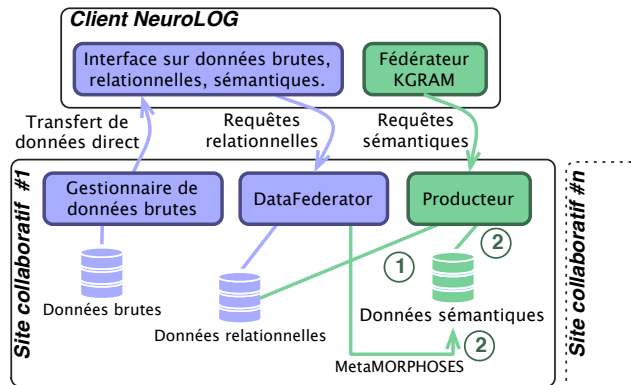 Client NeuroLOG
Interface sur données brutes,
relationnelles, sémantiques.
Fédérateur
KGRAM
Transfert de
données direct
Requêtes
relationnelles
Requêtes
sémantiques
Site collaboratif #1
Gestionnaire de
données brutes
DataFederator
Producteur
1
2
Données brutes
Données relationnelles
Données sémantiques
2
MetaMORPHOSES
Site collaboratif #n